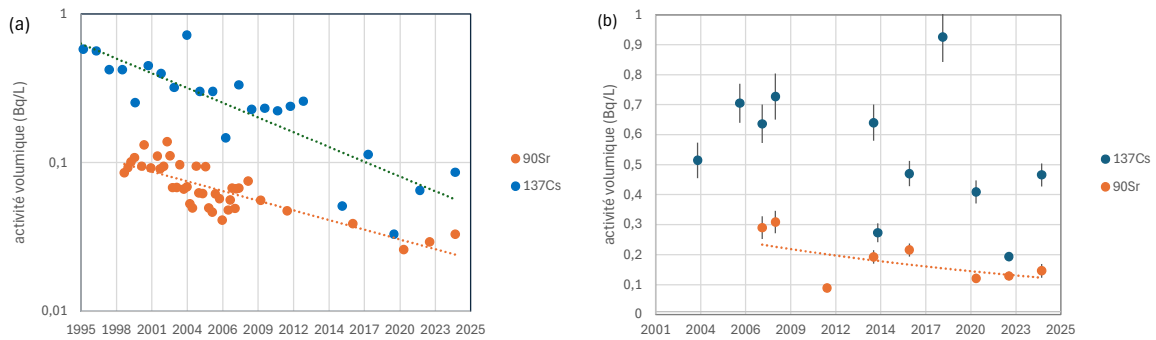 (a)
activité volumique (Bq/L)
1
0,1
0,01
1995 1998 2001 2004 2006 2009 2012 2015 2017 2020 2023 2025
90Sr
137Cs
(b)
activité volumique (Bq/L)
1
0,9
0,8
0,7
0,6
0,5
0,4
0,3
0,2
0,1
0
2001 2004 2006 2009 2012 2014 2017 2020 2023 2025
137Cs
90Sr